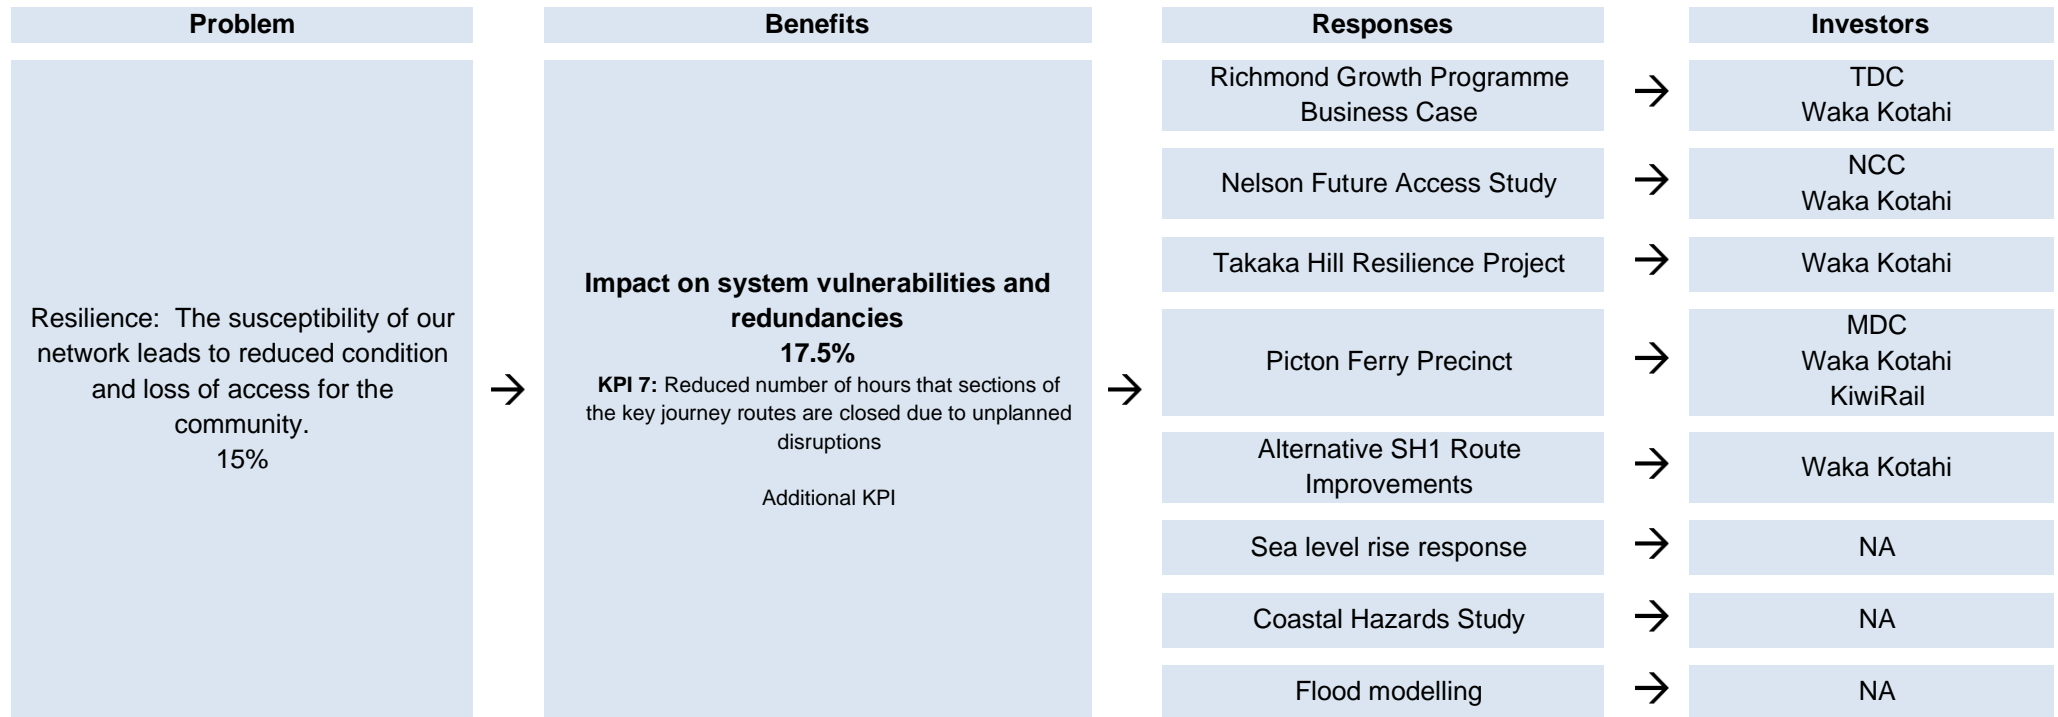 Problem
Benefits
Responses
Investors
Resilience:  The susceptibility of our
network leads to reduced condition
and loss of access for the
community.
15%
→
Impact on system vulnerabilities and
redundancies
17.5%
KPI 7: Reduced number of hours that sections of
the key journey routes are closed due to unplanned
disruptions
Additional KPI
→
Richmond Growth Programme
Business Case
→
TDC
Waka Kotahi
Nelson Future Access Study
→
NCC
Waka Kotahi
Takaka Hill Resilience Project
→
Waka Kotahi
Picton Ferry Precinct
→
MDC
Waka Kotahi
KiwiRail
Alternative SH1 Route
Improvements
→
Waka Kotahi
Sea level rise response
→
NA
Coastal Hazards Study
→
NA
Flood modelling
→
NA